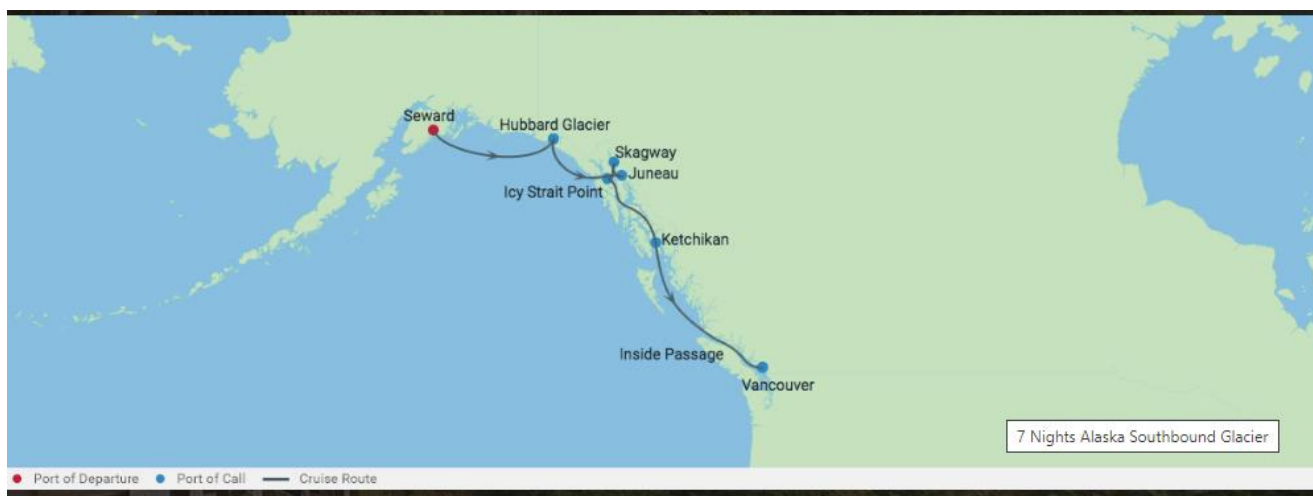 Seward
Hubbard Glacier
Skagway
Juneau
Icy Strait Point
Ketchikan
Inside Passage
Vancouver
7 Nights Alaska Southbound Glacier
Port of Departure Port of Call Cruise Route